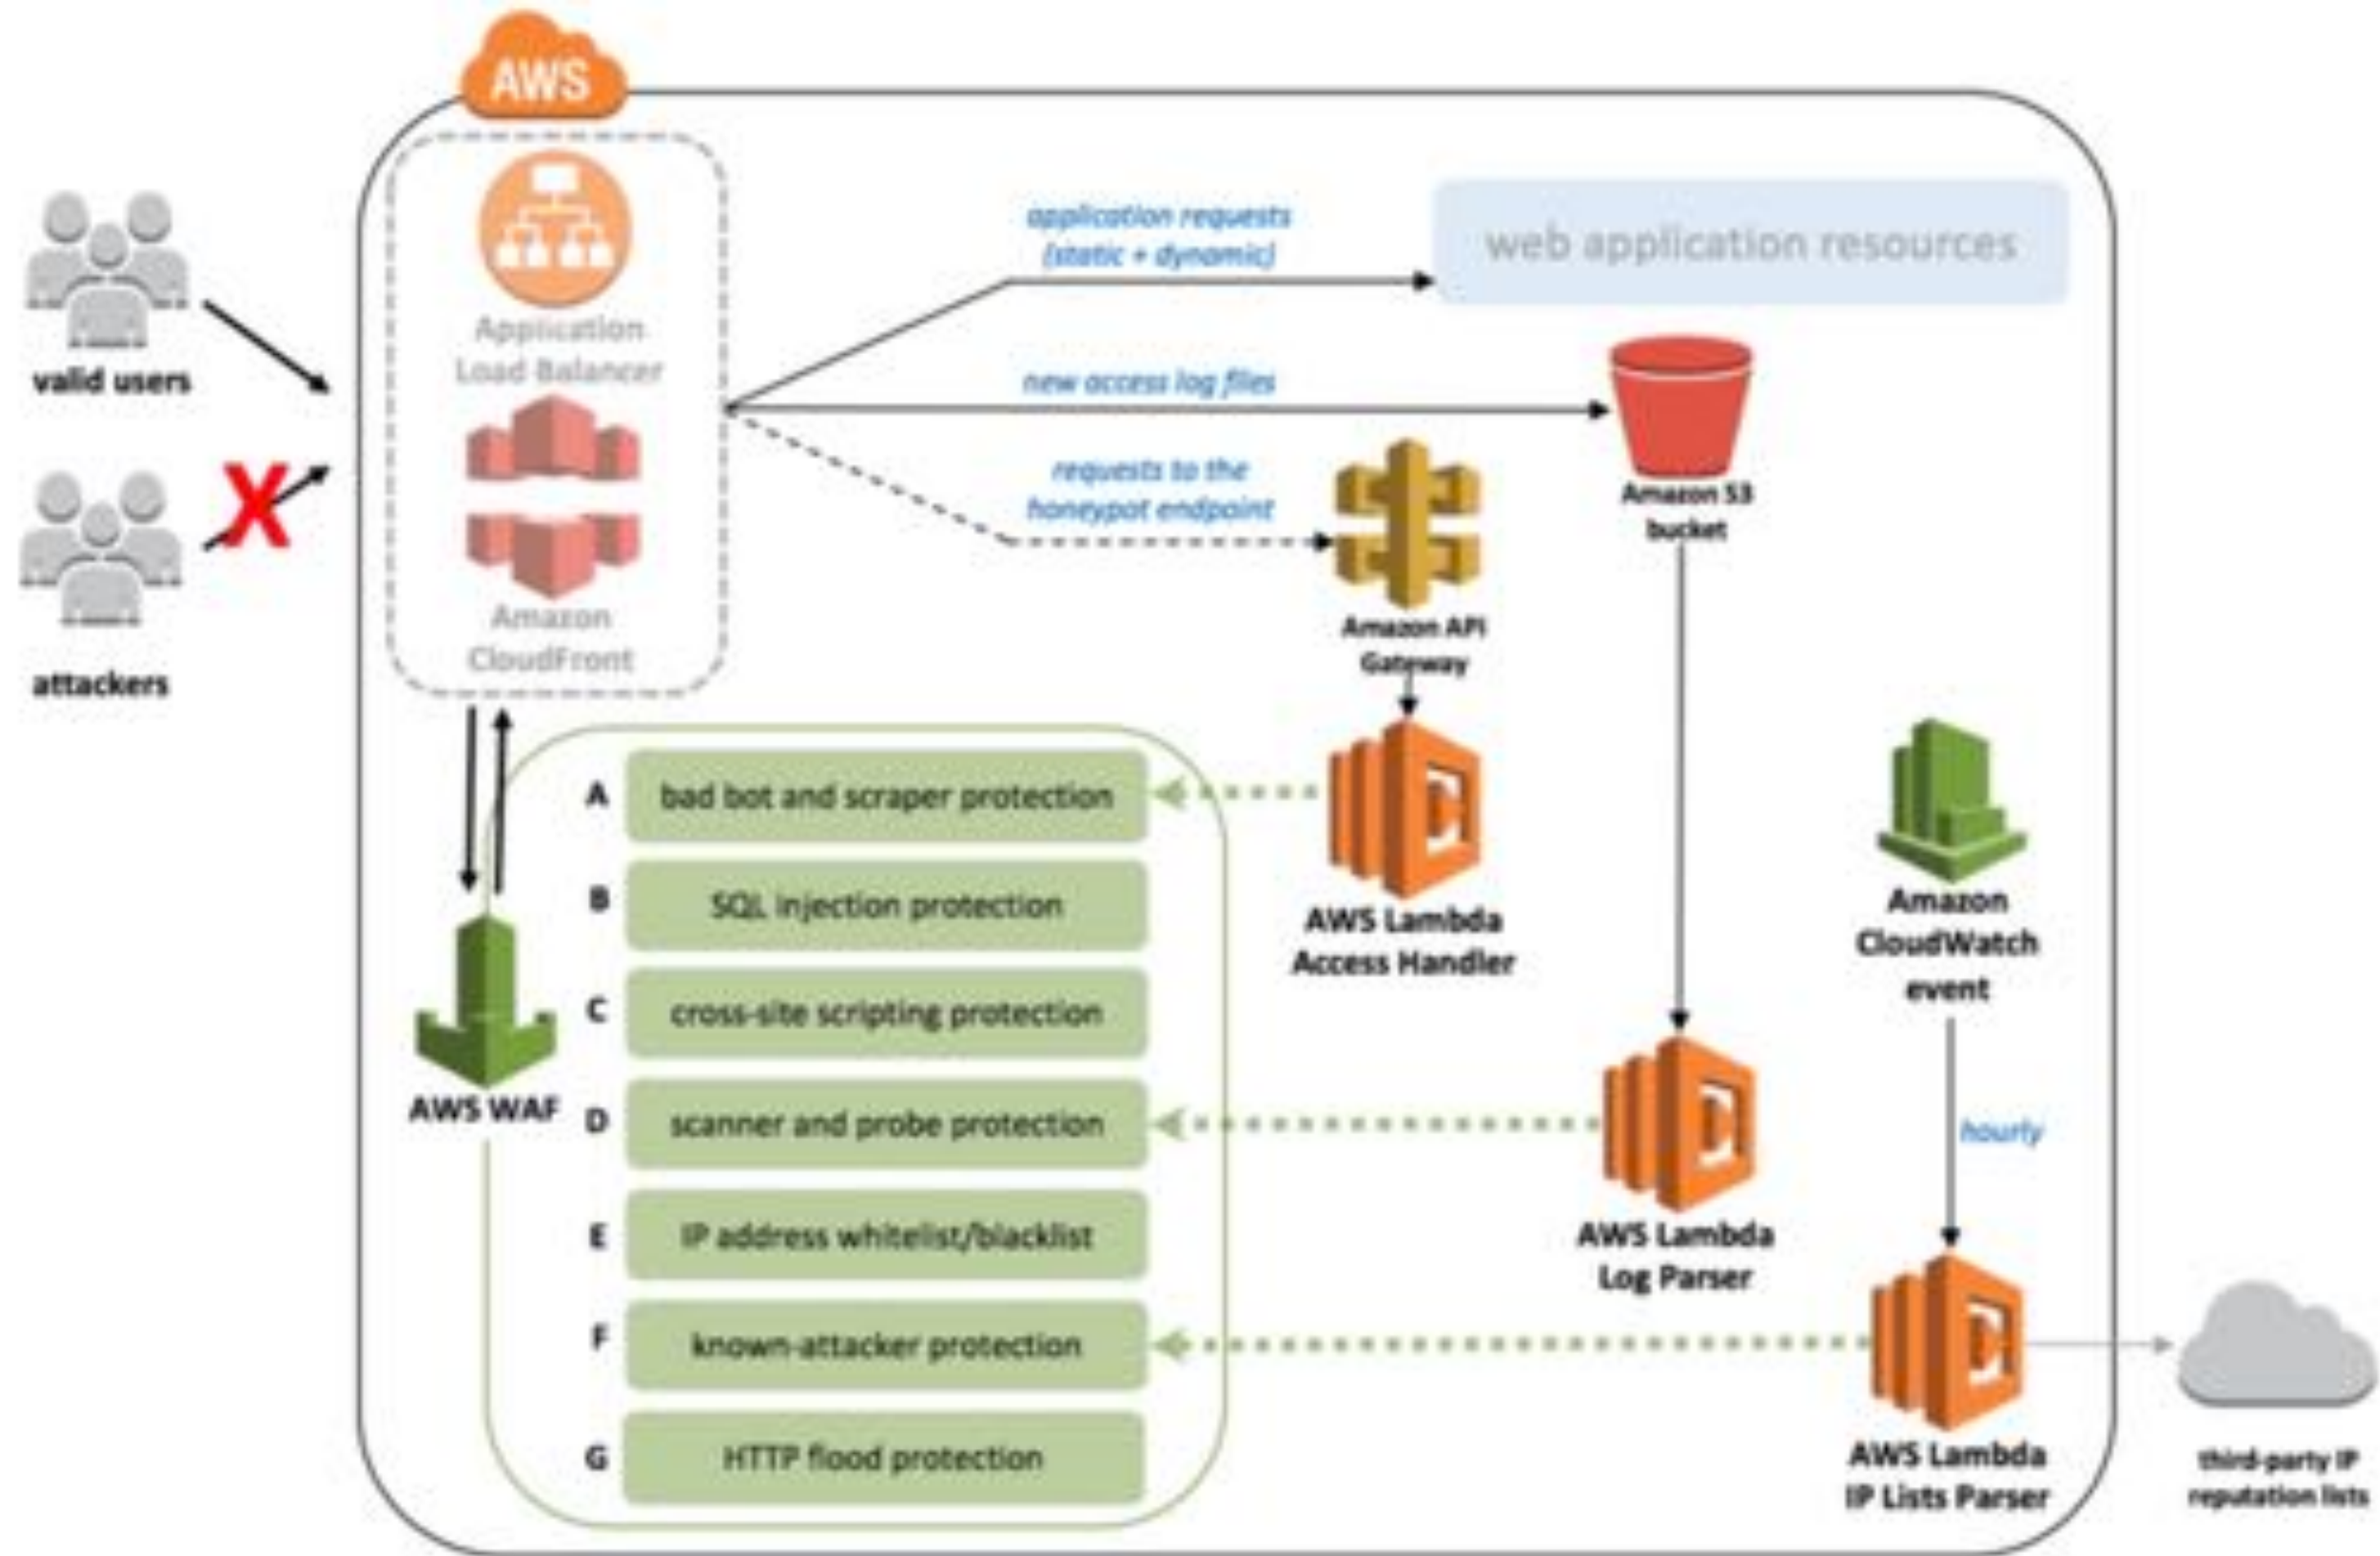 AWS
valid users
attackers
Application
Load Balancer
Amazon
CloudFront
application requests
(static + dynamic)
web application resources
new access log files
Amazon S3
bucket
requests to the
honeypot endpoint
Amazon API
Gateway
AWS Lambda
Access Handler
Amazon
CloudWatch
event
hourly
AWS WAF
A bad bot and scraper protection
B SQL injection protection
C cross-site scripting protection
D scanner and probe protection
E IP address whitelist/blacklist
F known-attacker protection
G HTTP flood protection
AWS Lambda
Log Parser
AWS Lambda
IP Lists Parser
third-party IP
reputation lists